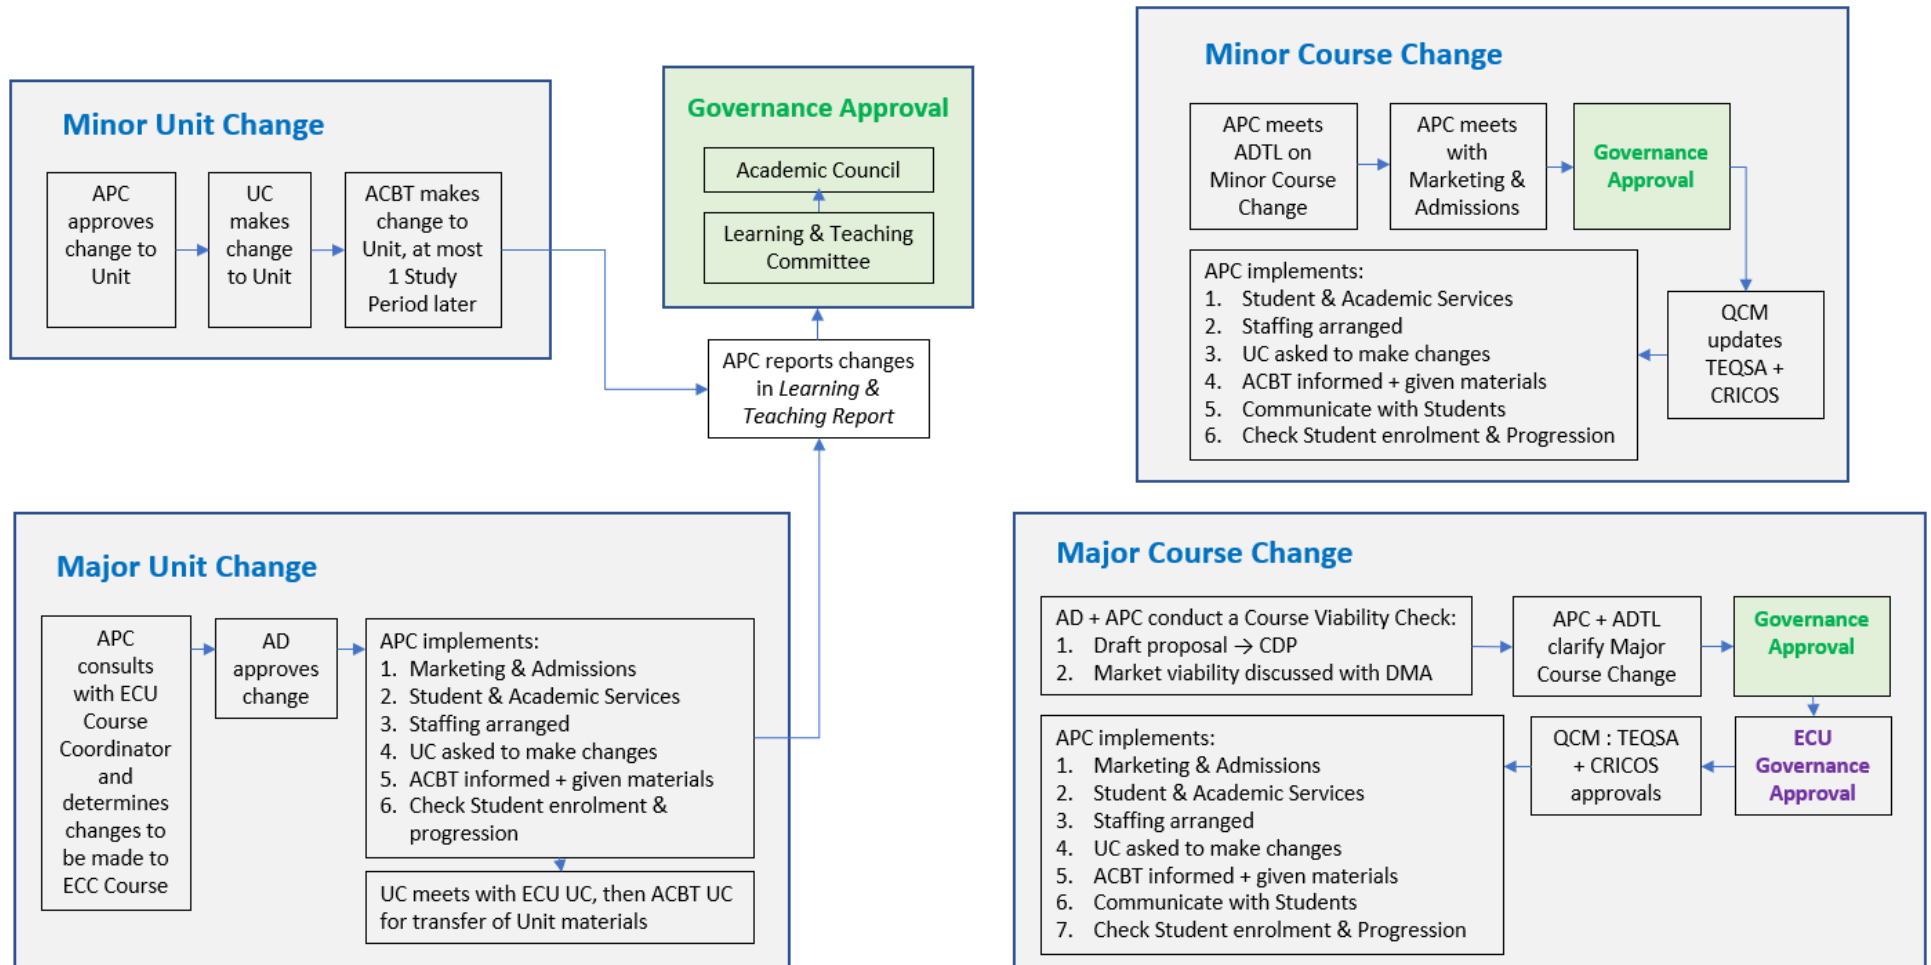 Minor Unit Change
APC
approves
change to
Unit
UC
makes
change
to Unit
ACBT makes
change to
Unit, at most
1 Study
Period later
Governance Approval
Academic Council
Learning & Teaching
Committee
APC reports changes
in Learning &
Teaching Report
Minor Course Change
APC meets
ADTL on
Minor Course
Change
APC meets
with
Marketing &
Admissions
Governance
Approval
QCM
updates
TEQSA +
CRICOS
APC implements:
1. Student & Academic Services
2. Staffing arranged
3. UC asked to make changes
4. ACBT informed + given materials
5. Communicate with Students
6. Check Student enrolment & Progression
Major Unit Change
APC
consults
with ECU
Course
Coordinator
and
determines
changes to
be made to
ECC Course
AD
approves
change
APC implements:
1. Marketing & Admissions
2. Student & Academic Services
3. Staffing arranged
4. UC asked to make changes
5. ACBT informed + given materials
6. Check Student enrolment &
progression
UC meets with ECU UC, then ACBT UC
for transfer of Unit materials
Major Course Change
AD + APC conduct a Course Viability Check:
1. Draft proposal → CDP
2. Market viability discussed with DMA
APC + ADTL
clarify Major
Course Change
Governance
Approval
ECU
Governance
Approval
QCM : TEQSA
+ CRICOS
approvals
APC implements:
1. Marketing & Admissions
2. Student & Academic Services
3. Staffing arranged
4. UC asked to make changes
5. ACBT informed + given materials
6. Communicate with Students
7. Check Student enrolment & Progression